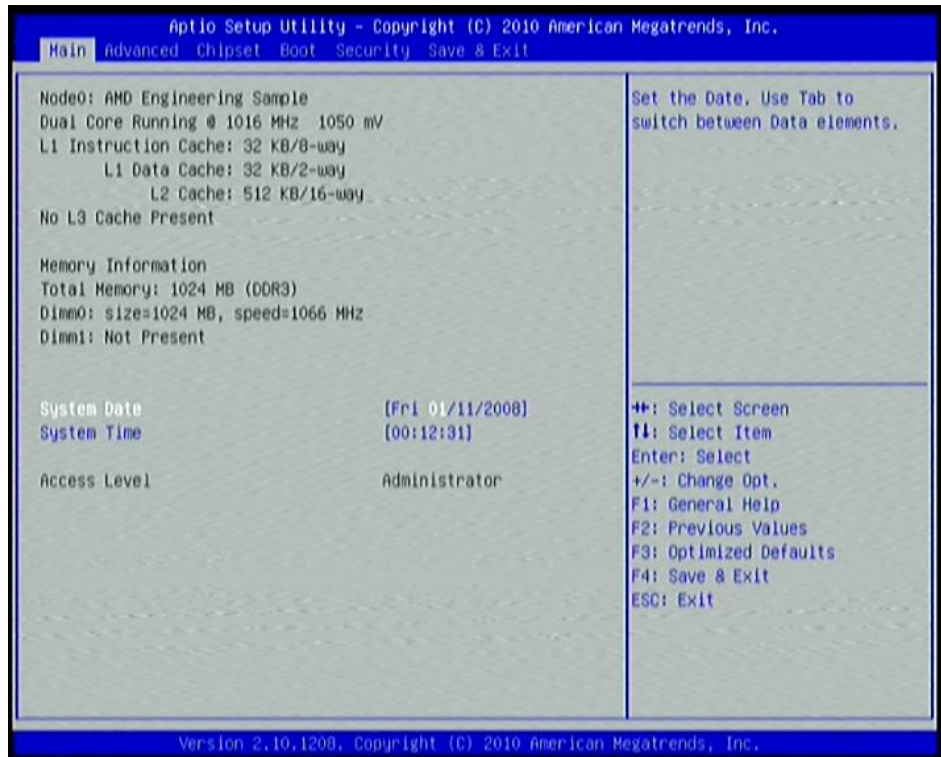 Aptio Setup Utility - Copyright (C) 2010 American Megatrends, Inc.
Main Advanced Chipset Boot Security Save & Exit
Node0: AMD Engineering Sample
Dual Core Running @ 1016 MHz 1050 mV
L1 Instruction Cache: 32 KB/8-way
L1 Data Cache: 32 KB/2-way
L2 Cache: 512 KB/16-way
No L3 Cache Present
Memory Information
Total Memory: 1024 MB (DDR3)
Dimm0: size=1024 MB, speed=1066 MHz
Dimm1: Not Present
System Date [Fri 01/11/2008]
System Time [00:12:31]
Access Level Administrator
Set the Date. Use Tab to
switch between Data elements.
→←: Select Screen
↑↓: Select Item
Enter: Select
+/-: Change Opt.
F1: General Help
F2: Previous Values
F3: Optimized Defaults
F4: Save & Exit
ESC: Exit
Version 2.10.1208. Copyright (C) 2010 American Megatrends, Inc.